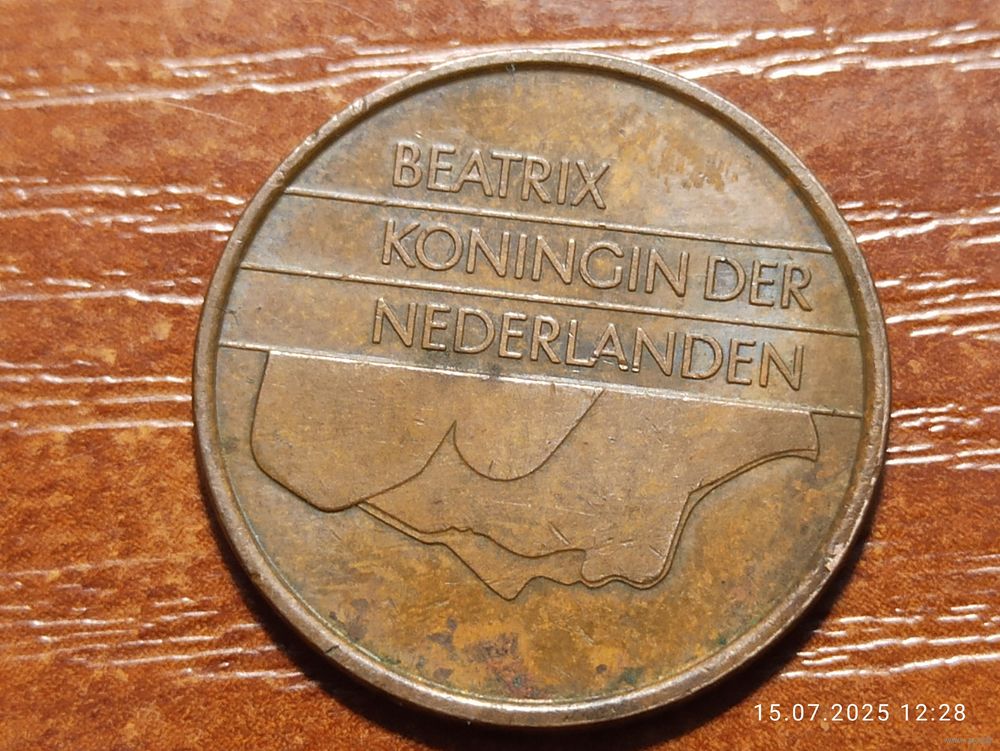 BEATRIX
KONINGIN DER
NEDERLANDEN
15.07.2025 12:28